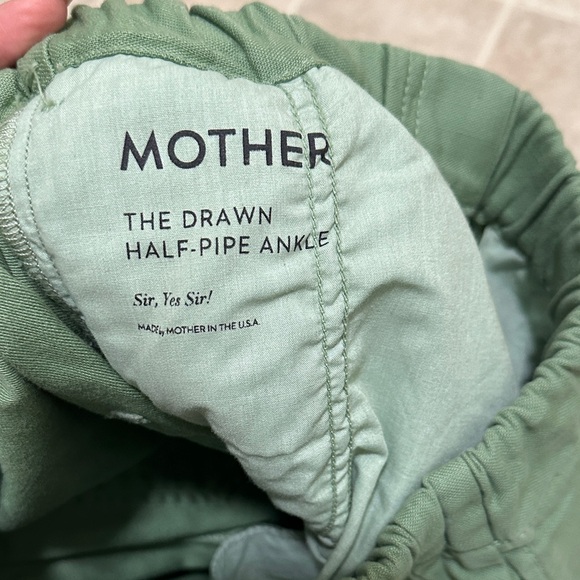 MOTHER
THE DRAWN
HALF-PIPE ANKLE
Sir, Yes Sir!
MADE by MOTHER IN THE U.S.A.